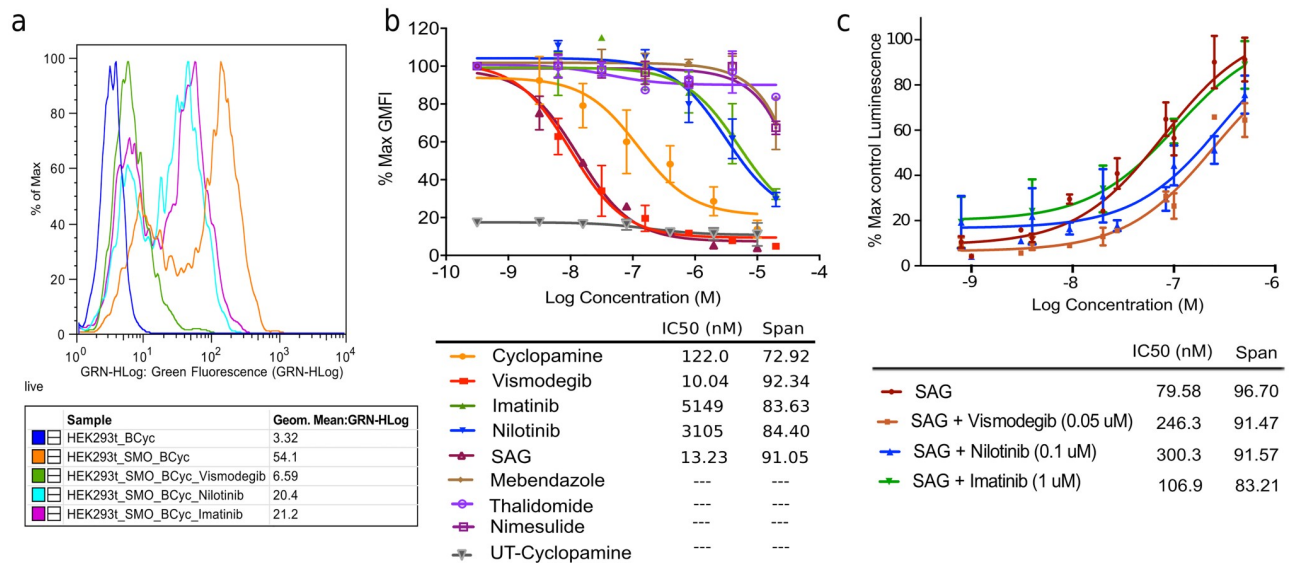 a
% of Max
100
80
60
40
20
0
10^0 10^1 10^2 10^3 10^4
GRN-HLog: Green Fluorescence (GRN-HLog)
live
Sample Geom. Mean:GRN-HLog
HEK293t_BCyc 3.32
HEK293t_SMO_BCyc 54.1
HEK293t_SMO_BCyc_Vismodegib 6.59
HEK293t_SMO_BCyc_Nilotinib 20.4
HEK293t_SMO_BCyc_Imatinib 21.2
b
% Max GMFI
120
100
80
60
40
20
0
-10 -9 -8 -7 -6 -5 -4
Log Concentration (M)
IC50 (nM) Span
Cyclopamine 122.0 72.92
Vismodegib 10.04 92.34
Imatinib 5149 83.63
Nilotinib 3105 84.40
SAG 13.23 91.05
Mebendazole --- ---
Thalidomide --- ---
Nimesulide --- ---
UT-Cyclopamine --- ---
c
% Max control Luminescence
100
80
60
40
20
0
-9 -8 -7 -6
Log Concentration (M)
IC50 (nM) Span
SAG 79.58 96.70
SAG + Vismodegib (0.05 uM) 246.3 91.47
SAG + Nilotinib (0.1 uM) 300.3 91.57
SAG + Imatinib (1 uM) 106.9 83.21